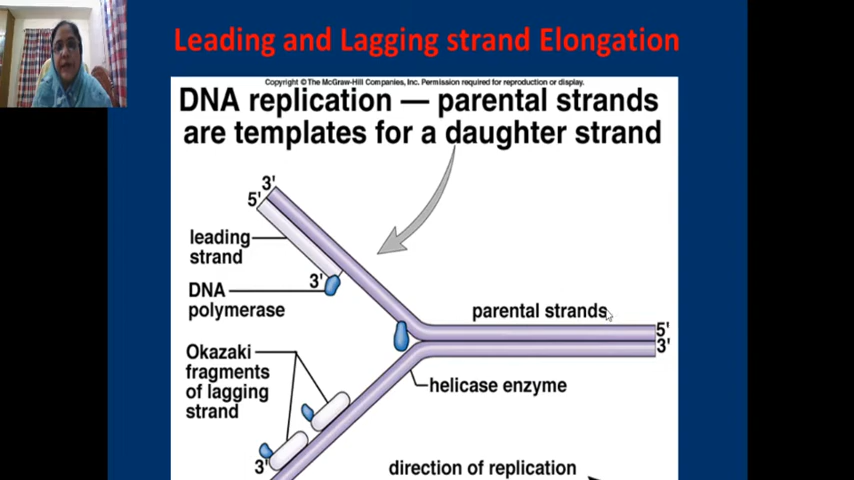 Leading and Lagging strand Elongation
Copyright © The McGraw-Hill Companies, Inc. Permission required for reproduction or display.
DNA replication — parental strands
are templates for a daughter strand
3'
5'
leading
strand
3'
DNA
polymerase
parental strands
5'
3'
Okazaki
fragments
of lagging
strand
helicase enzyme
3'
direction of replication